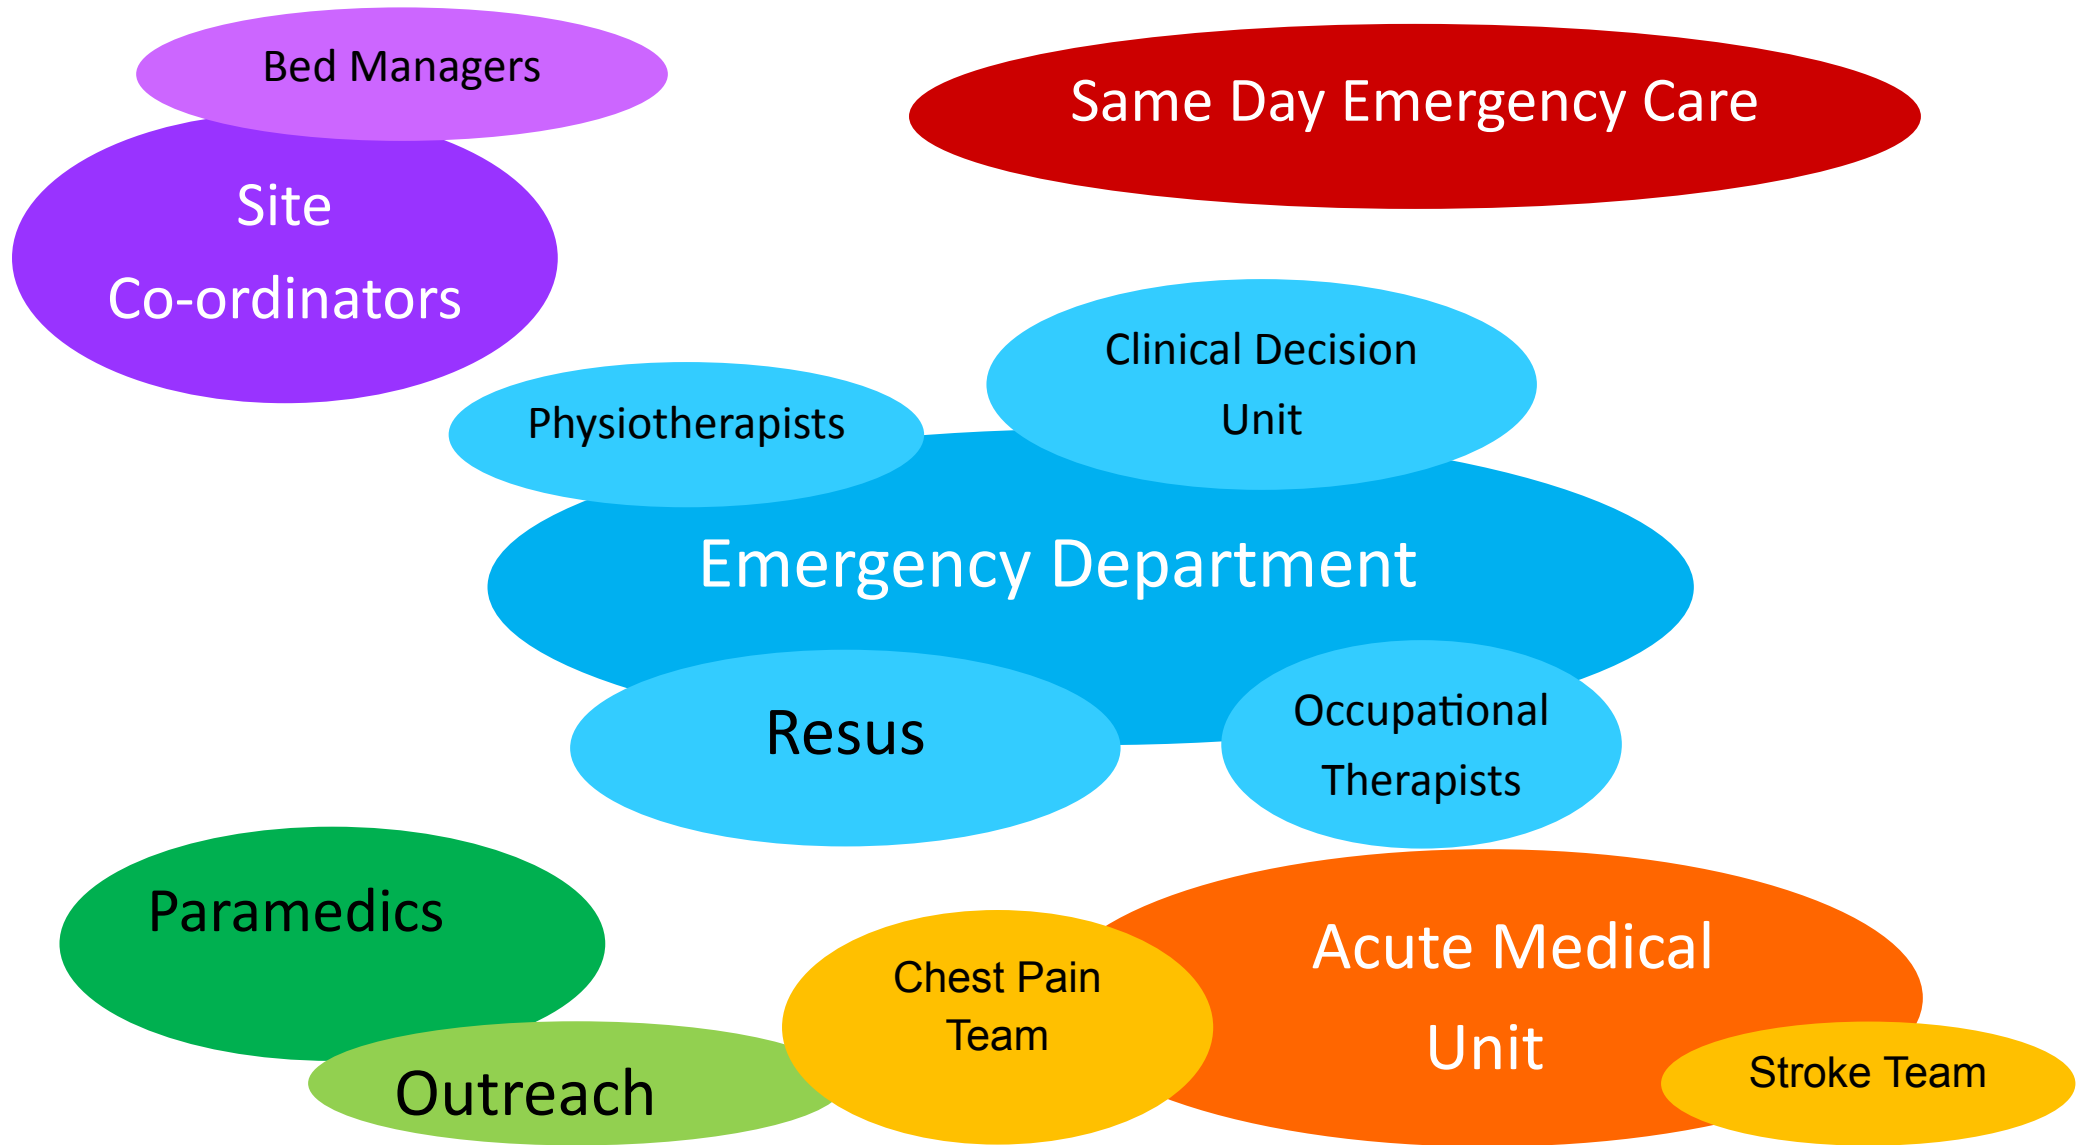 Bed Managers
Same Day Emergency Care
Site
Co-ordinators
Clinical Decision
Unit
Physiotherapists
Emergency Department
Resus
Occupational
Therapists
Paramedics
Acute Medical
Unit
Chest Pain
Team
Stroke Team
Outreach